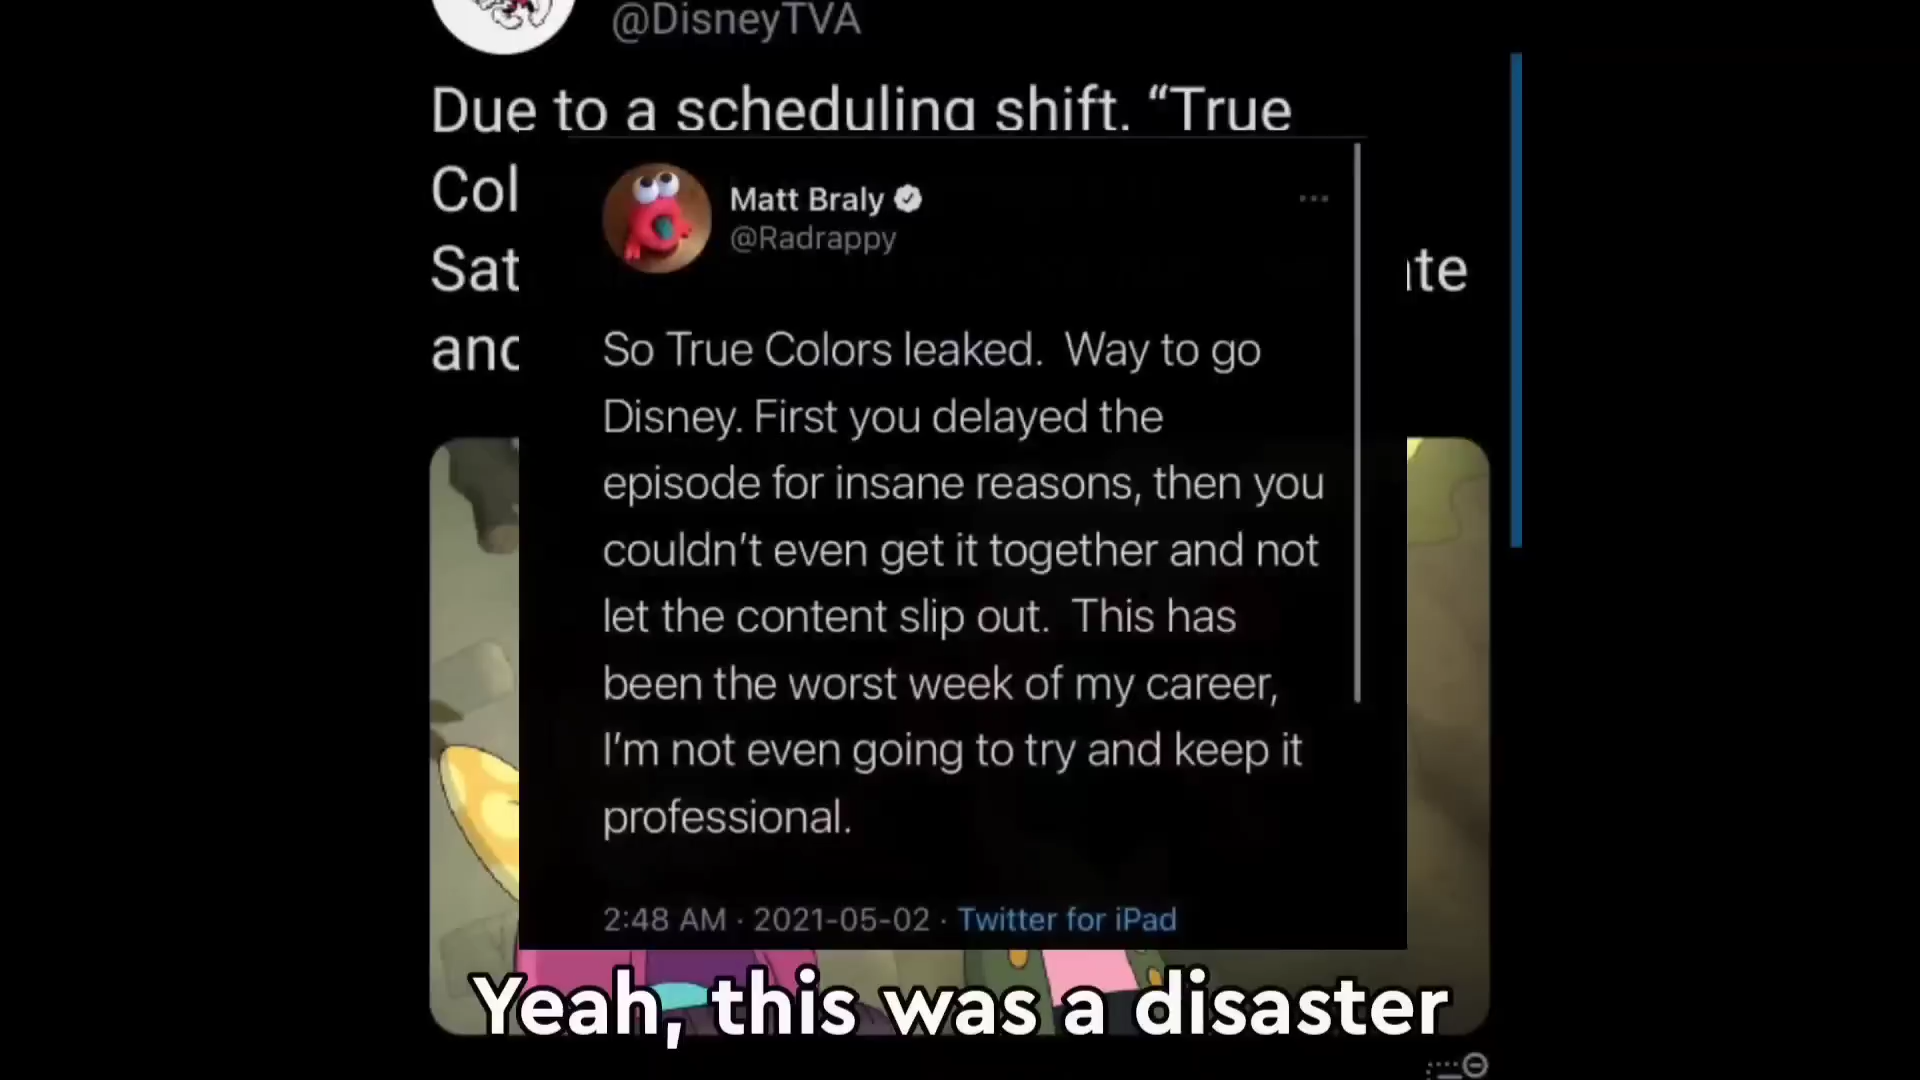 @DisneyTVA
Due to a scheduling shift. “True
Col
Sat
te
and
Matt Braly
@Radrappy
So True Colors leaked. Way to go
Disney. First you delayed the
episode for insane reasons, then you
couldn’t even get it together and not
let the content slip out. This has
been the worst week of my career,
I’m not even going to try and keep it
professional.
2:48 AM · 2021-05-02 · Twitter for iPad
Yeah, this was a disaster